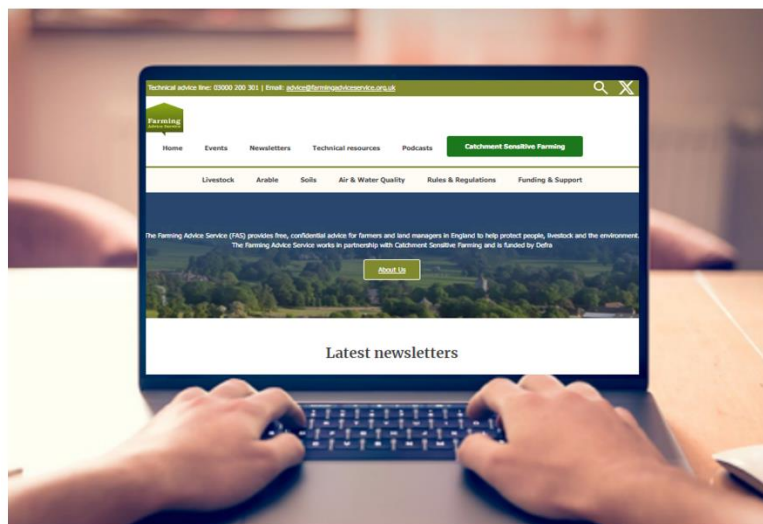 Technical advice line: 03000 200 301 | Email: advice@farmingadviceservice.org.uk
Farming
Advice Service
Home Events Newsletters Technical resources Podcasts Catchment Sensitive Farming
Livestock Arable Soils Air & Water Quality Rules & Regulations Funding & Support
The Farming Advice Service (FAS) provides free, confidential advice for farmers and land managers in England to help protect people, livestock and the environment.
The Farming Advice Service works in partnership with Catchment Sensitive Farming and is funded by Defra
About Us
Latest newsletters